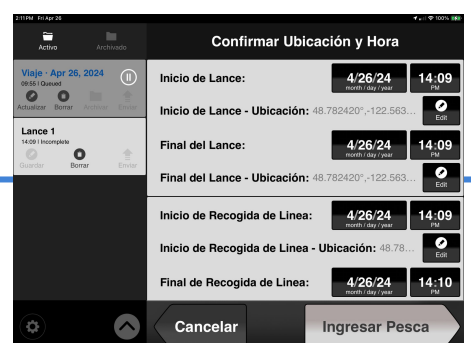 2:11 PM Fri Apr 26
100%
Activo
Archivado
Confirmar Ubicación y Hora
Viaje · Apr 26, 2024
09:56 | Queued
Actualizar Borrar Archivar Enviar
Lance 1
14:09 | Incomplete
Guardar Borrar Enviar
Inicio de Lance: 4/26/24 14:09
month / day / year PM
Inicio de Lance - Ubicación: 48.782420°,-122.563... Edit
Final del Lance: 4/26/24 14:09
month / day / year PM
Final del Lance - Ubicación: 48.782420°,-122.563... Edit
Inicio de Recogida de Linea: 4/26/24 14:09
month / day / year PM
Inicio de Recogida de Linea - Ubicación: 48.78... Edit
Final de Recogida de Linea: 4/26/24 14:10
month / day / year PM
Cancelar
Ingresar Pesca